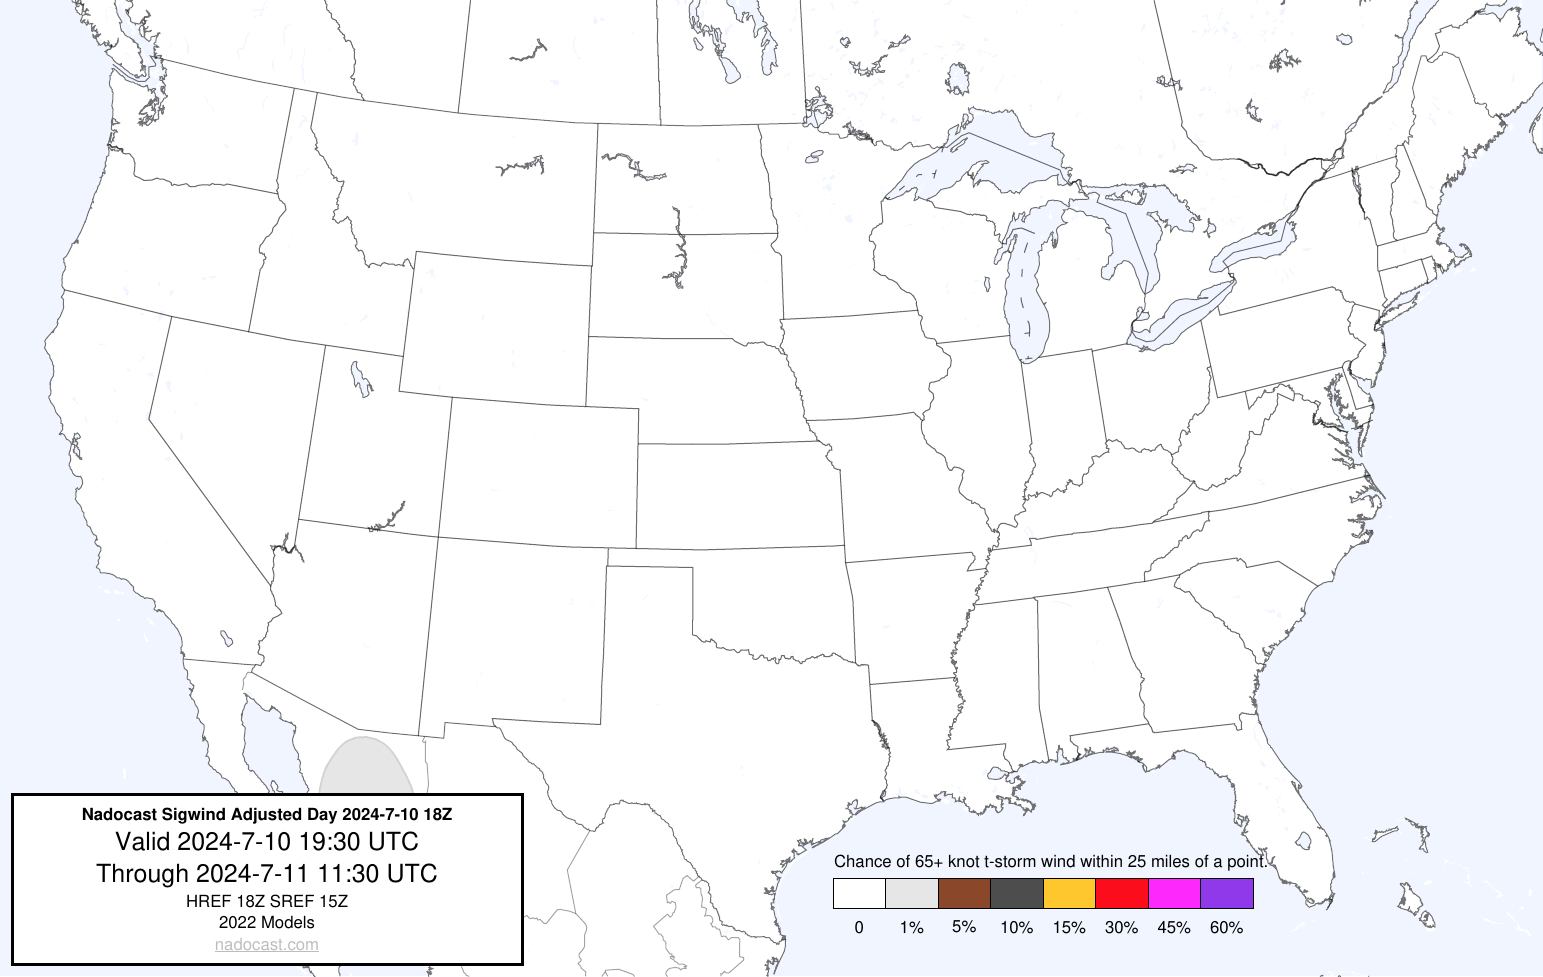 Nadocast Sigwind Adjusted Day 2024-7-10 18Z
Valid 2024-7-10 19:30 UTC
Through 2024-7-11 11:30 UTC
HREF 18Z SREF 15Z
2022 Models
nadocast.com
Chance of 65+ knot t-storm wind within 25 miles of a point.
0 1% 5% 10% 15% 30% 45% 60%